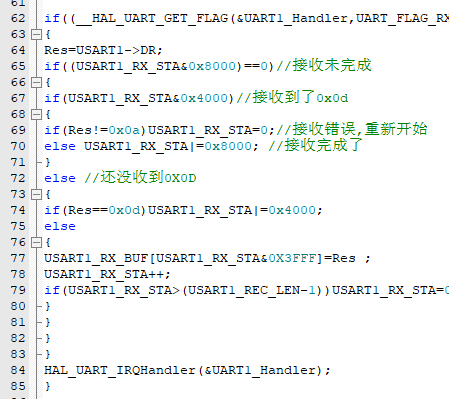 61
62 if((__HAL_UART_GET_FLAG(&UART1_Handler,UART_FLAG_RX
63 {
64 Res=USART1->DR;
65 if((USART1_RX_STA&0x8000)==0)//接收未完成
66 {
67 if(USART1_RX_STA&0x4000)//接收到了0x0d
68 {
69 if(Res!=0x0a)USART1_RX_STA=0;//接收错误,重新开始
70 else USART1_RX_STA|=0x8000; //接收完成了
71 }
72 else //还没收到0X0D
73 {
74 if(Res==0x0d)USART1_RX_STA|=0x4000;
75 else
76 {
77 USART1_RX_BUF[USART1_RX_STA&0X3FFF]=Res ;
78 USART1_RX_STA++;
79 if(USART1_RX_STA>(USART1_REC_LEN-1))USART1_RX_STA=0
80 }
81 }
82 }
83 }
84 HAL_UART_IRQHandler(&UART1_Handler);
85 }